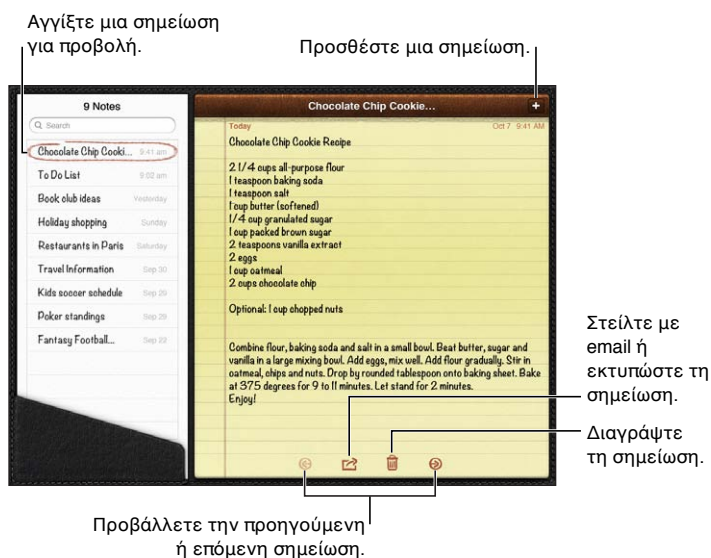 Αγγίξτε μια σημείωση
για προβολή.
Προσθέστε μια σημείωση.
9 Notes
Search
Chocolate Chip Cooki... 9:41 am
To Do List 9:02 am
Book club ideas Yesterday
Holiday shopping Sunday
Restaurants in Paris Saturday
Travel Information Sep 30
Kids soccer schedule Sep 29
Poker standings Sep 29
Fantasy Football... Sep 22
Chocolate Chip Cookie... +
Today Oct 7 9:41 AM
Chocolate Chip Cookie Recipe
2 1/4 cups all-purpose flour
1 teaspoon baking soda
1 teaspoon salt
1 cup butter (softened)
1/4 cup granulated sugar
1 cup packed brown sugar
2 teaspoons vanilla extract
2 eggs
1 cup oatmeal
2 cups chocolate chip
Optional: 1 cup chopped nuts
Combine flour, baking soda and salt in a small bowl. Beat butter, sugar and
vanilla in a large mixing bowl. Add eggs, mix well. Add flour gradually. Stir in
oatmeal, chips and nuts. Drop by rounded tablespoon onto baking sheet. Bake
at 375 degrees for 9 to 11 minutes. Let stand for 2 minutes.
Enjoy!
Στείλτε με
email ή
εκτυπώστε τη
σημείωση.
Διαγράψτε
τη σημείωση.
Προβάλλετε την προηγούμενη
ή επόμενη σημείωση.